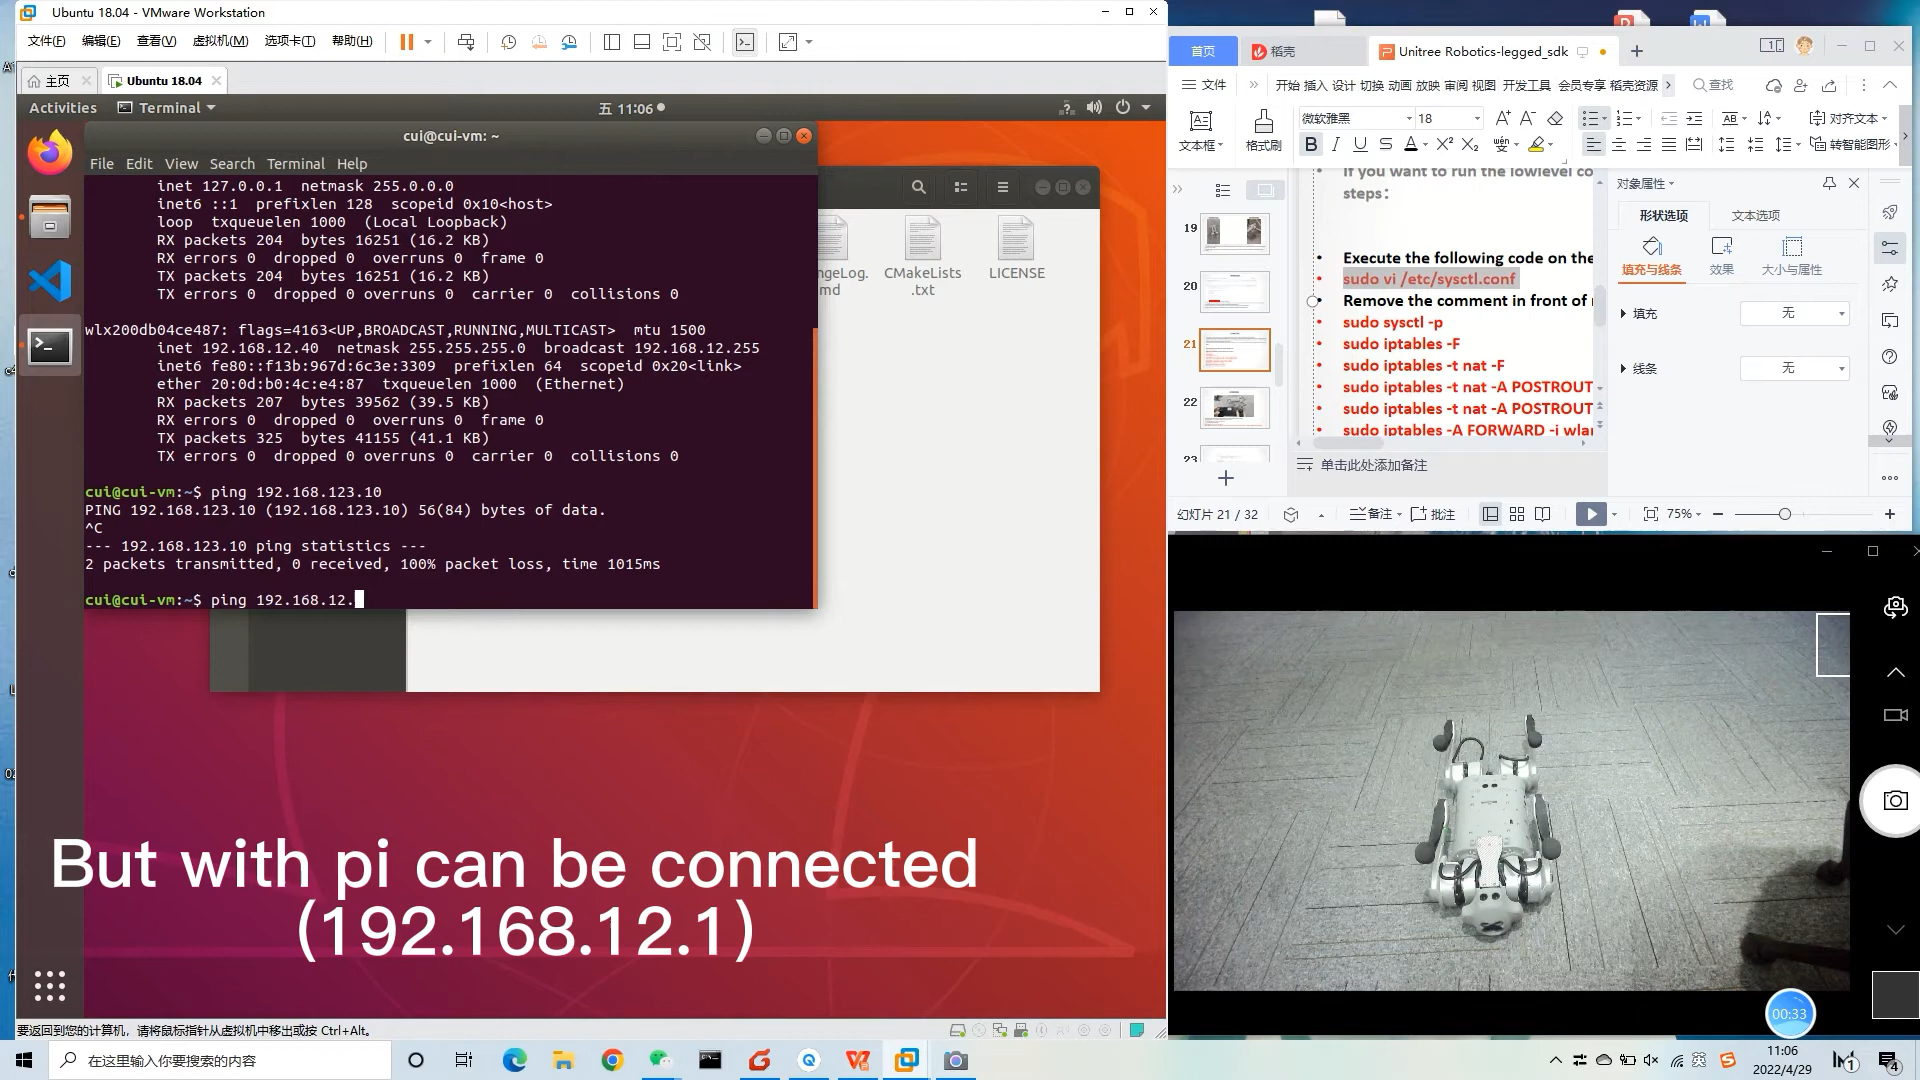 Ubuntu 18.04 - VMware Workstation
文件(F) 编辑(E) 查看(V) 虚拟机(M) 选项卡(T) 帮助(H)
主页 Ubuntu 18.04
Activities Terminal 五 11:06
cui@cui-vm: ~
File Edit View Search Terminal Help
inet 127.0.0.1 netmask 255.0.0.0
inet6 ::1 prefixlen 128 scopeid 0x10<host>
loop txqueuelen 1000 (Local Loopback)
RX packets 204 bytes 16251 (16.2 KB)
RX errors 0 dropped 0 overruns 0 frame 0
TX packets 204 bytes 16251 (16.2 KB)
TX errors 0 dropped 0 overruns 0 carrier 0 collisions 0
wlx200db04ce487: flags=4163<UP,BROADCAST,RUNNING,MULTICAST> mtu 1500
inet 192.168.12.40 netmask 255.255.255.0 broadcast 192.168.12.255
inet6 fe80::f13b:967d:6c3e:3309 prefixlen 64 scopeid 0x20<link>
ether 20:0d:b0:4c:e4:87 txqueuelen 1000 (Ethernet)
RX packets 207 bytes 39562 (39.5 KB)
RX errors 0 dropped 0 overruns 0 frame 0
TX packets 325 bytes 41155 (41.1 KB)
TX errors 0 dropped 0 overruns 0 carrier 0 collisions 0
cui@cui-vm:~$ ping 192.168.123.10
PING 192.168.123.10 (192.168.123.10) 56(84) bytes of data.
^C
--- 192.168.123.10 ping statistics ---
2 packets transmitted, 0 received, 100% packet loss, time 1015ms
cui@cui-vm:~$ ping 192.168.12.
ngeLog.
md
CMakeLists
.txt
LICENSE
But with pi can be connected
(192.168.12.1)
要返回到您的计算机，请将鼠标指针从虚拟机中移出或按 Ctrl+Alt。
首页 稻壳 Unitree Robotics-legged_sdk
文件 开始 插入 设计 切换 动画 放映 审阅 视图 开发工具 会员专享 稻壳资源 查找
文本框 格式刷 微软雅黑 18 对齐文本
转智能图形
If you want to run the lowlevel co
steps：
Execute the following code on the
sudo vi /etc/sysctl.conf
Remove the comment in front of
sudo sysctl -p
sudo iptables -F
sudo iptables -t nat -F
sudo iptables -t nat -A POSTROUT
sudo iptables -t nat -A POSTROUT
sudo iptables -A FORWARD -i wla
19
20
21
22
23
对象属性
形状选项 文本选项
填充与线条 效果 大小与属性
填充 无
线条 无
单击此处添加备注
幻灯片 21 / 32 备注 批注 75%
00:33
在这里输入你要搜索的内容
英
11:06
2022/4/29
1
4